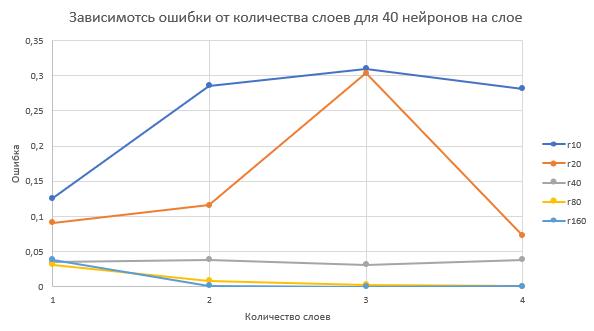 Зависимотсь ошибки от количества слоев для 40 нейронов на слое
0,35
0,3
0,25
0,2
0,15
0,1
0,05
0
Ошибка
1 2 3 4
Количество слоев
r10
r20
r40
r80
r160